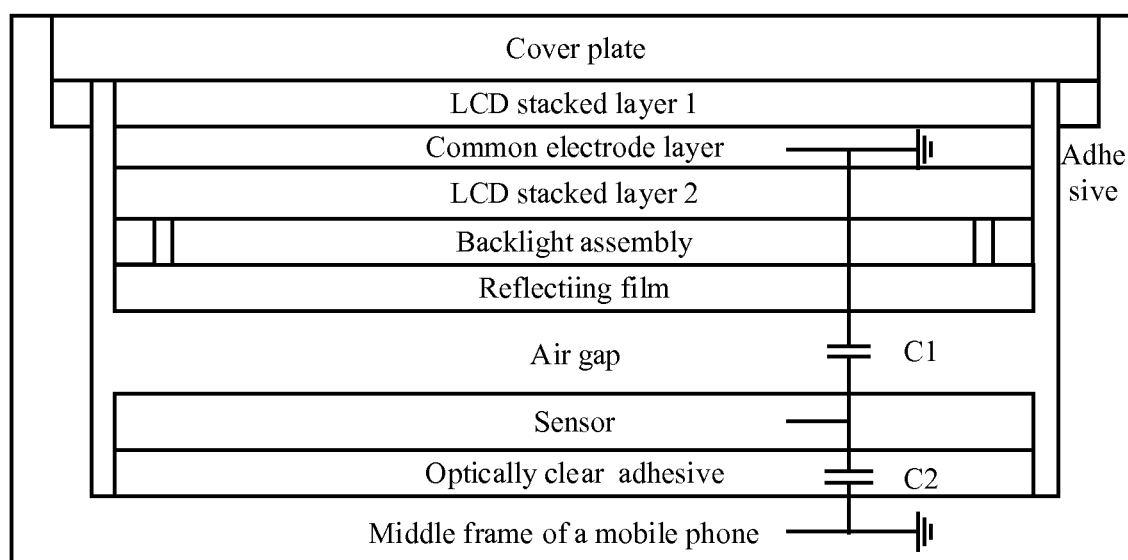 Cover plate
LCD stacked layer 1
Common electrode layer
Adhe
sive
LCD stacked layer 2
Backlight assembly
Reflectiing film
Air gap
C1
Sensor
Optically clear adhesive
C2
Middle frame of a mobile phone